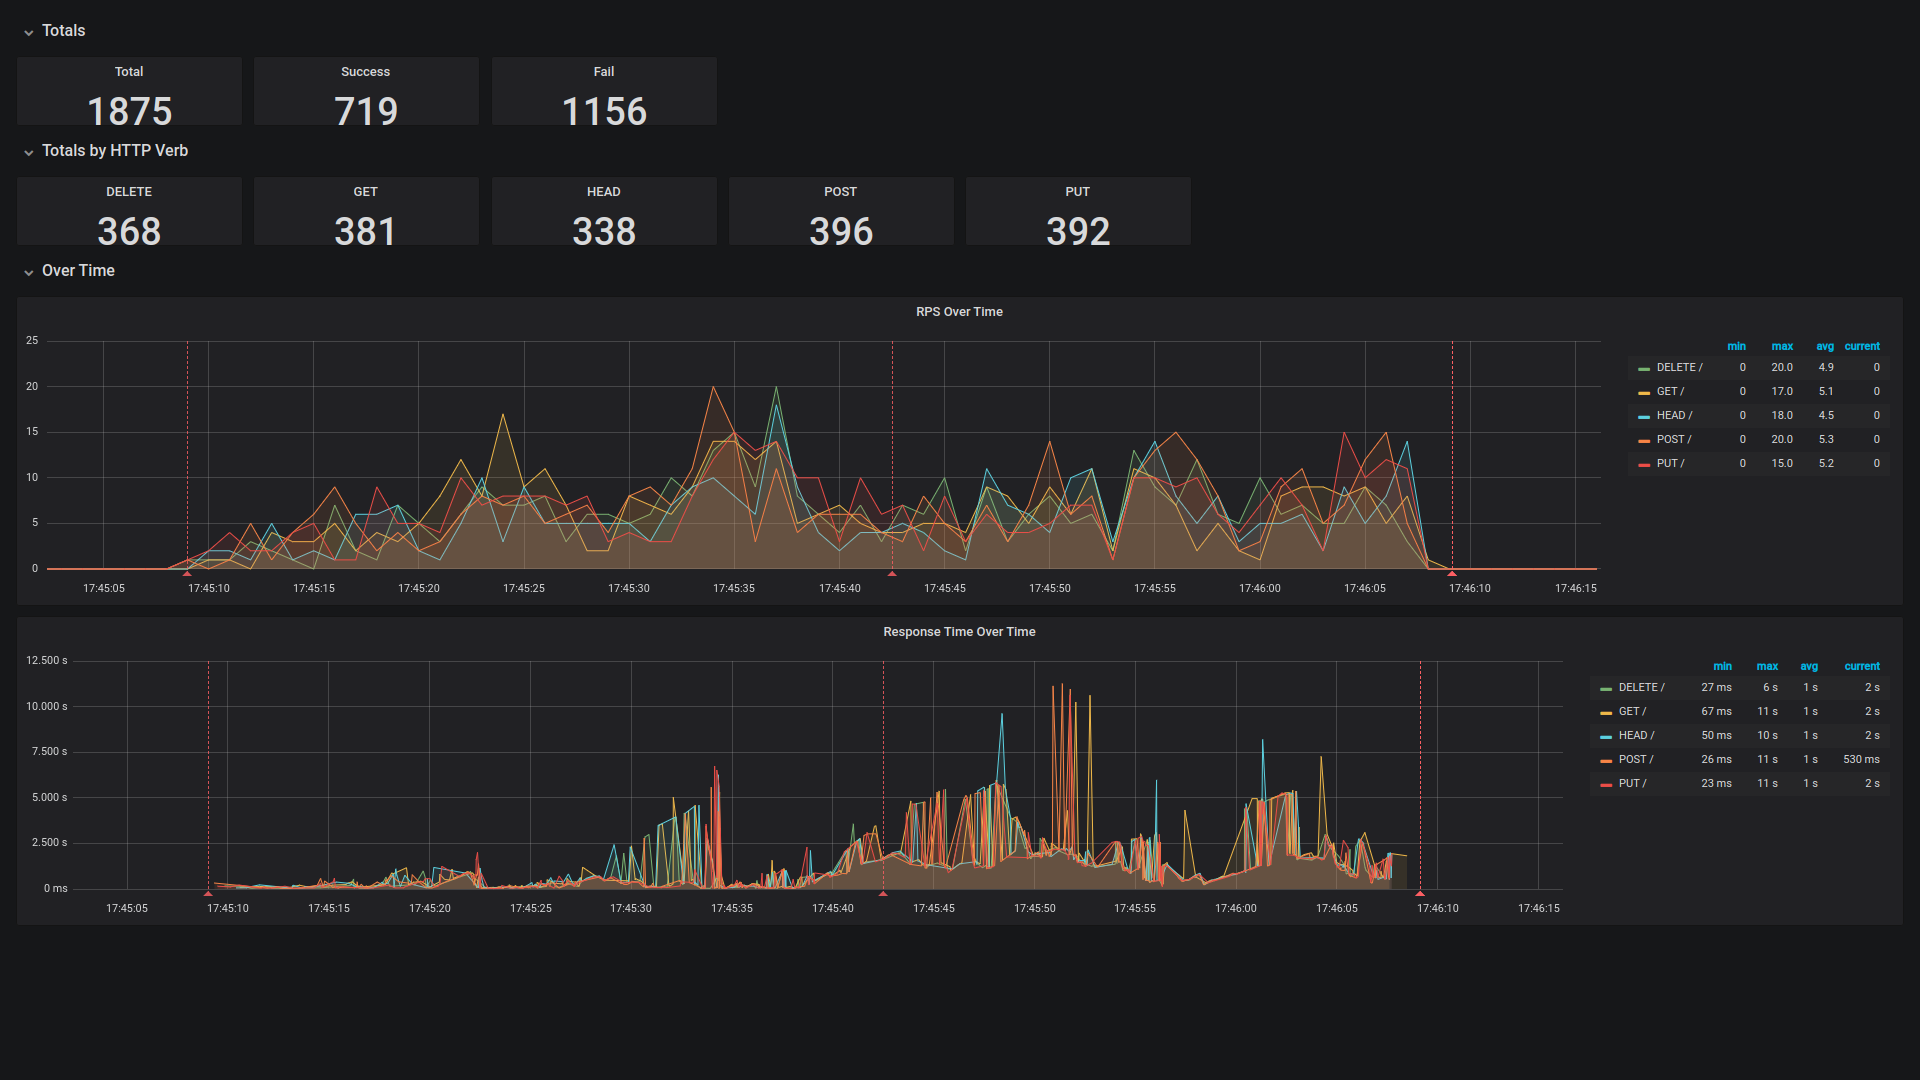 Totals
Total Success Fail
1875 719 1156
Totals by HTTP Verb
DELETE GET HEAD POST PUT
368 381 338 396 392
Over Time
RPS Over Time
25
20
15
10
5
0
17:45:05 17:45:10 17:45:15 17:45:20 17:45:25 17:45:30 17:45:35 17:45:40 17:45:45 17:45:50 17:45:55 17:46:00 17:46:05 17:46:10 17:46:15
min max avg current
DELETE / 0 20.0 4.9 0
GET / 0 17.0 5.1 0
HEAD / 0 18.0 4.5 0
POST / 0 20.0 5.3 0
PUT / 0 15.0 5.2 0
Response Time Over Time
12.500 s
10.000 s
7.500 s
5.000 s
2.500 s
0 ms
17:45:05 17:45:10 17:45:15 17:45:20 17:45:25 17:45:30 17:45:35 17:45:40 17:45:45 17:45:50 17:45:55 17:46:00 17:46:05 17:46:10 17:46:15
min max avg current
DELETE / 27 ms 6 s 1 s 2 s
GET / 67 ms 11 s 1 s 2 s
HEAD / 50 ms 10 s 1 s 2 s
POST / 26 ms 11 s 1 s 530 ms
PUT / 23 ms 11 s 1 s 2 s